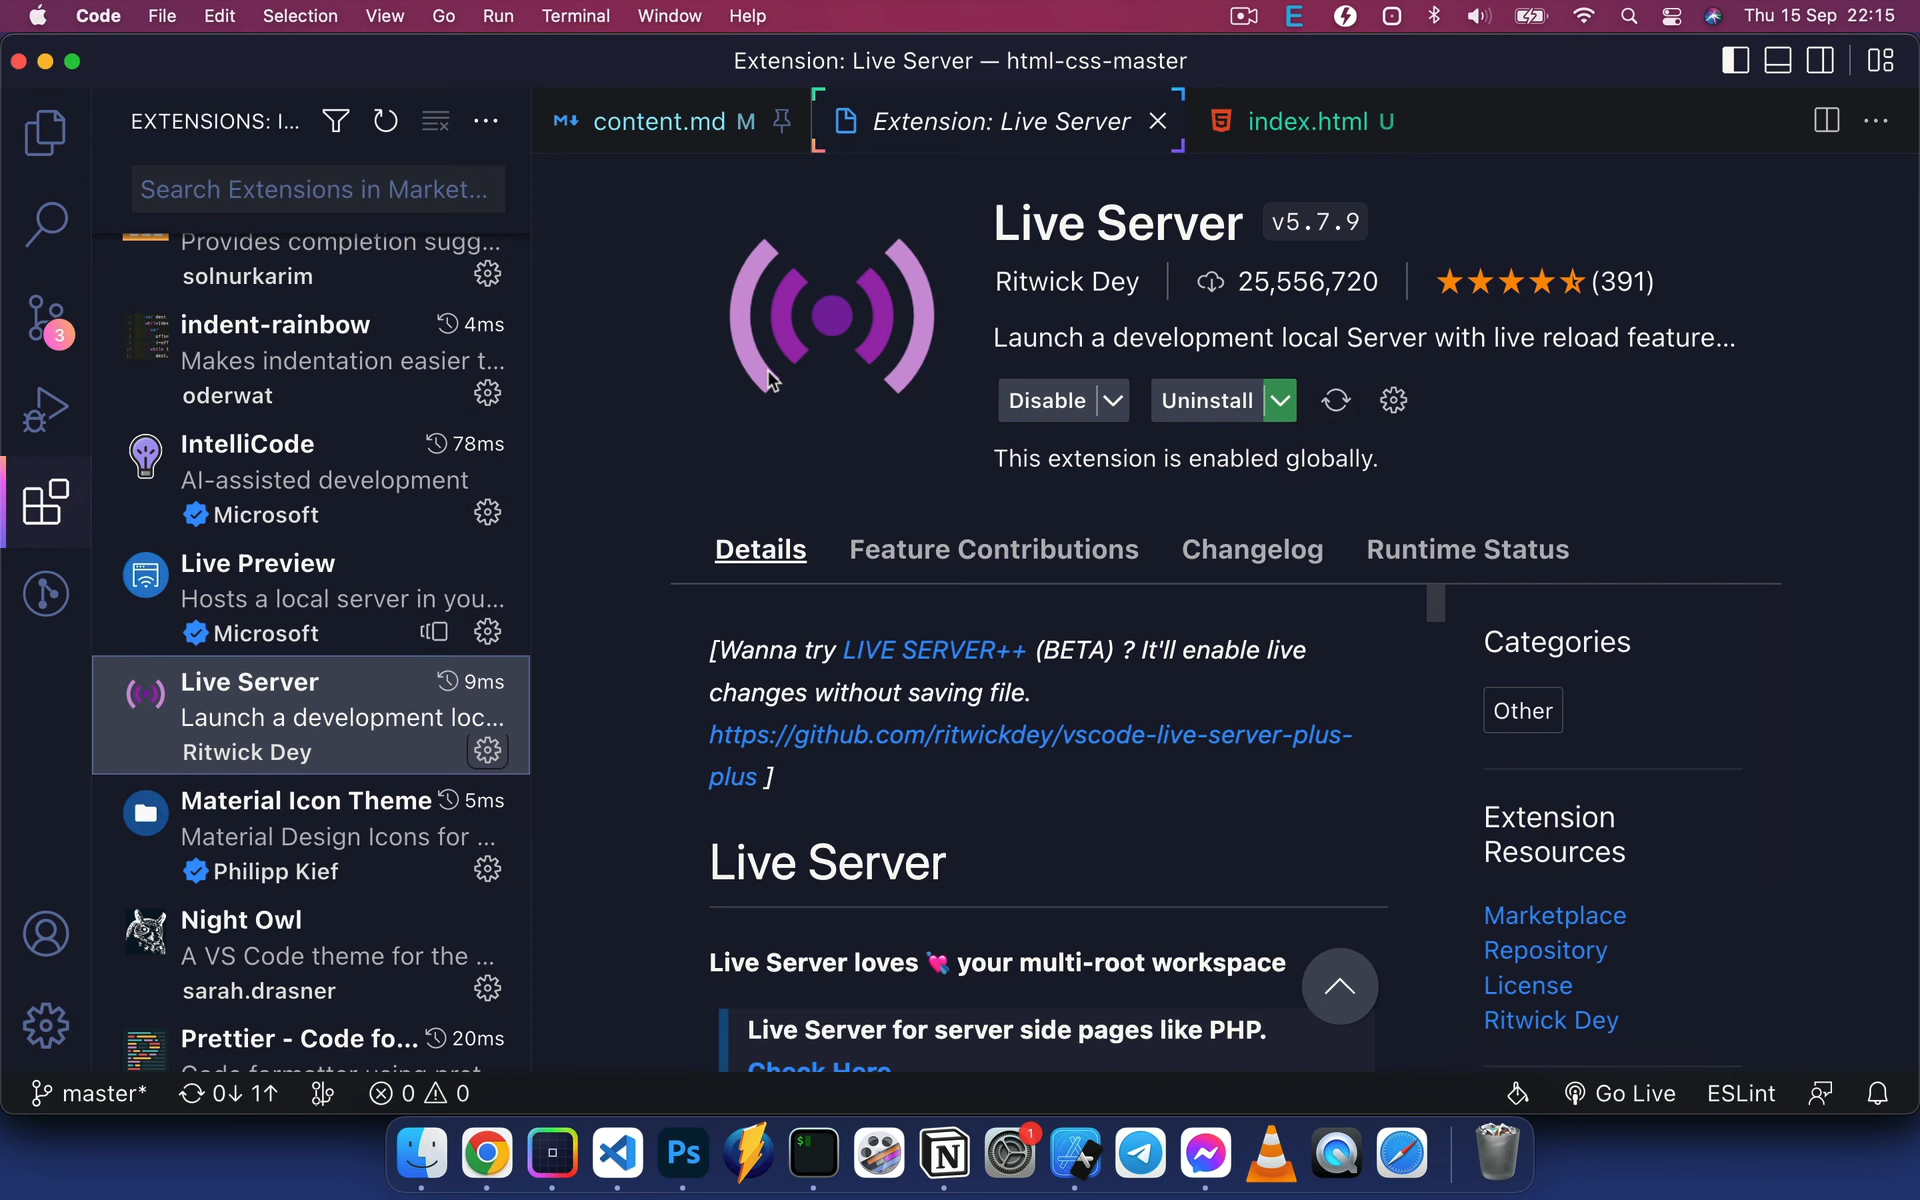 Code File Edit Selection View Go Run Terminal Window Help
E
Thu 15 Sep 22:15
Extension: Live Server — html-css-master
EXTENSIONS: I...
Search Extensions in Market...
Provides completion sugg...
solnurkarim
indent-rainbow 4ms
Makes indentation easier t...
oderwat
IntelliCode 78ms
AI-assisted development
Microsoft
Live Preview
Hosts a local server in you...
Microsoft
Live Server 9ms
Launch a development loc...
Ritwick Dey
Material Icon Theme 5ms
Material Design Icons for ...
Philipp Kief
Night Owl
A VS Code theme for the ...
sarah.drasner
Prettier - Code fo... 20ms
Code formatter using pret
3
content.md M
Extension: Live Server
index.html U
Live Server v5.7.9
Ritwick Dey 25,556,720 (391)
Launch a development local Server with live reload feature...
Disable
Uninstall
This extension is enabled globally.
Details Feature Contributions Changelog Runtime Status
[Wanna try LIVE SERVER++ (BETA) ? It'll enable live
changes without saving file.
https://github.com/ritwickdey/vscode-live-server-plus-
plus ]
Live Server
Live Server loves 💘 your multi-root workspace
Live Server for server side pages like PHP.
Check Here
Categories
Other
Extension
Resources
Marketplace
Repository
License
Ritwick Dey
master* 0↓ 1↑ 0 0
Go Live ESLint
Ps
$
N
1